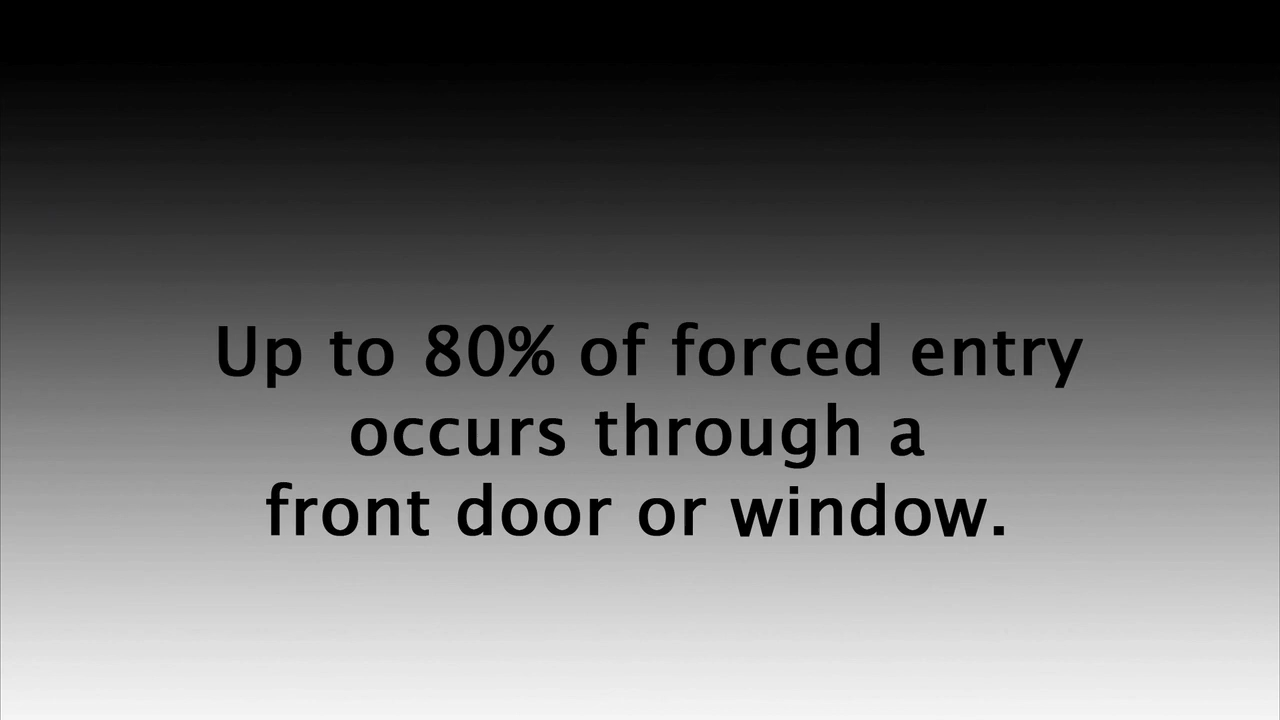 Up to 80% of forced entry
occurs through a
front door or window.